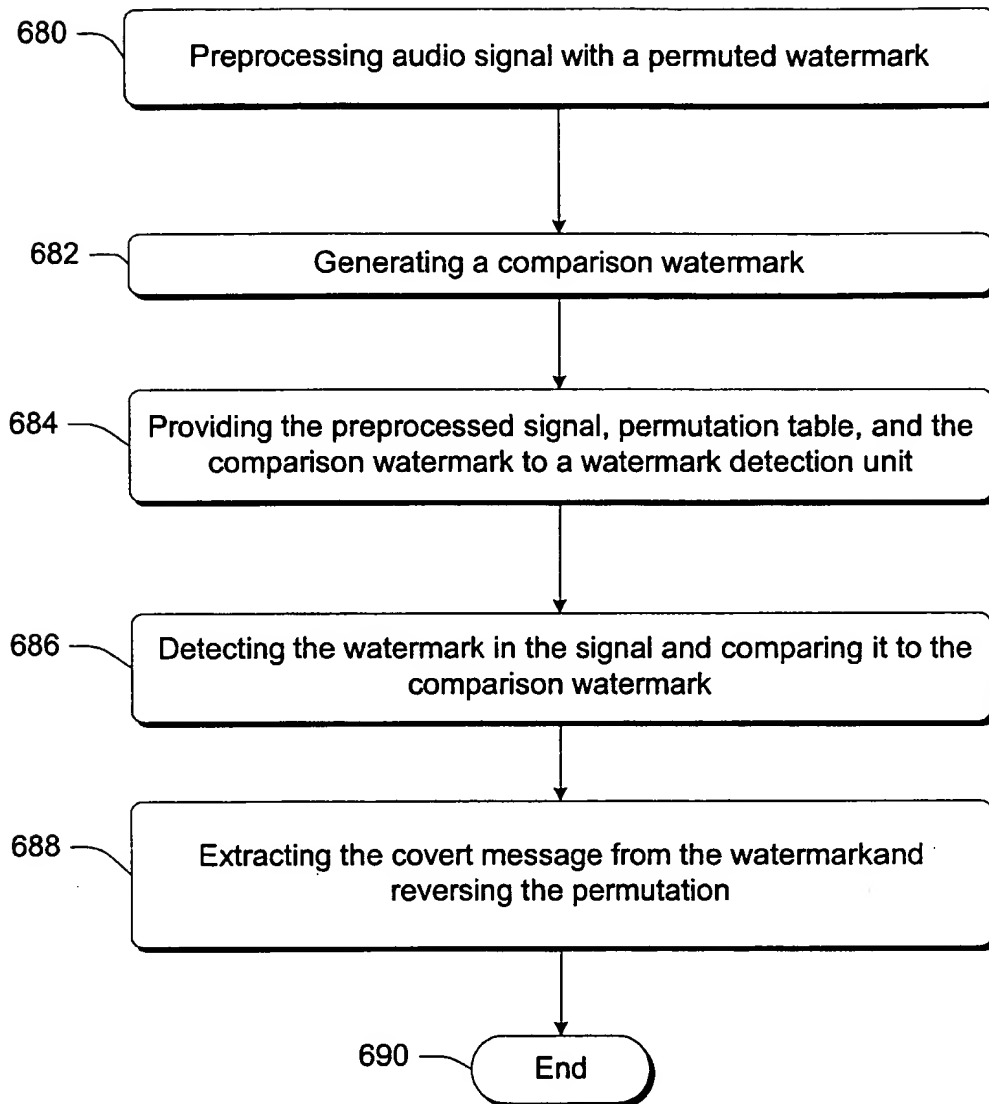 680
Preprocessing audio signal with a permuted watermark
682
Generating a comparison watermark
684
Providing the preprocessed signal, permutation table, and the
comparison watermark to a watermark detection unit
686
Detecting the watermark in the signal and comparing it to the
comparison watermark
688
Extracting the covert message from the watermarkand
reversing the permutation
690
End